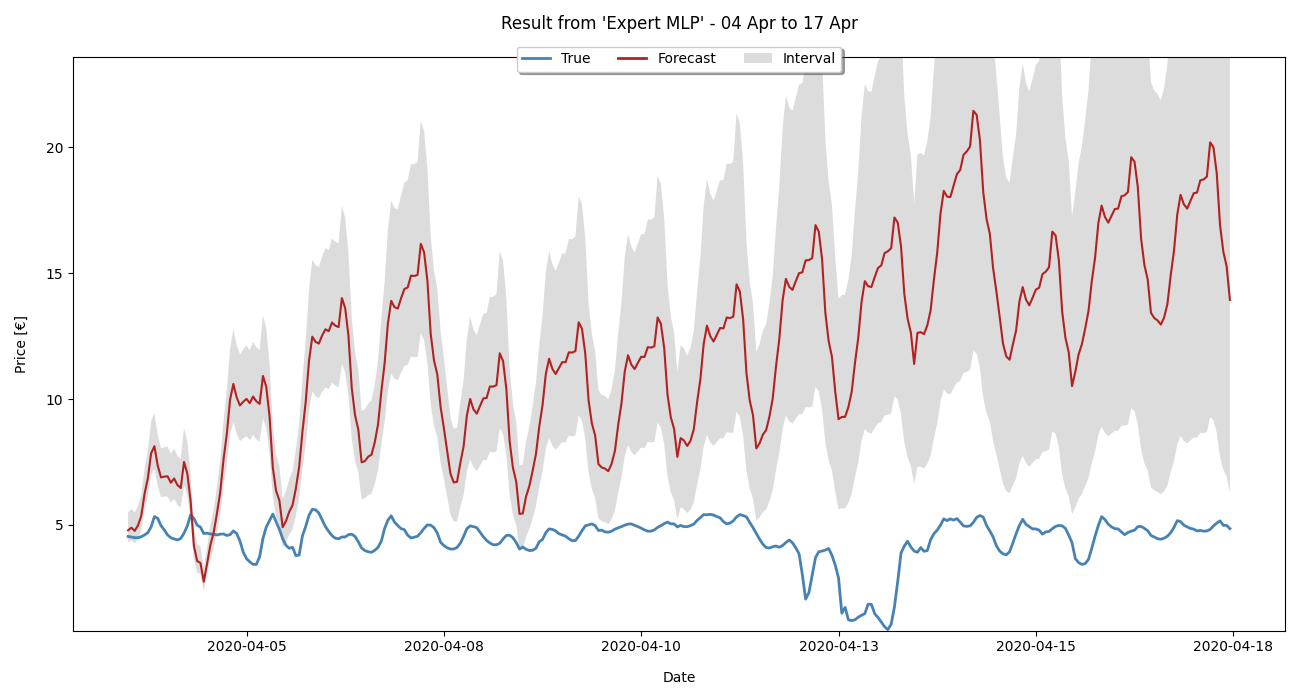 Result from 'Expert MLP' - 04 Apr to 17 Apr
True Forecast Interval
Price [€]
20
15
10
5
2020-04-05 2020-04-08 2020-04-10 2020-04-13 2020-04-15 2020-04-18
Date